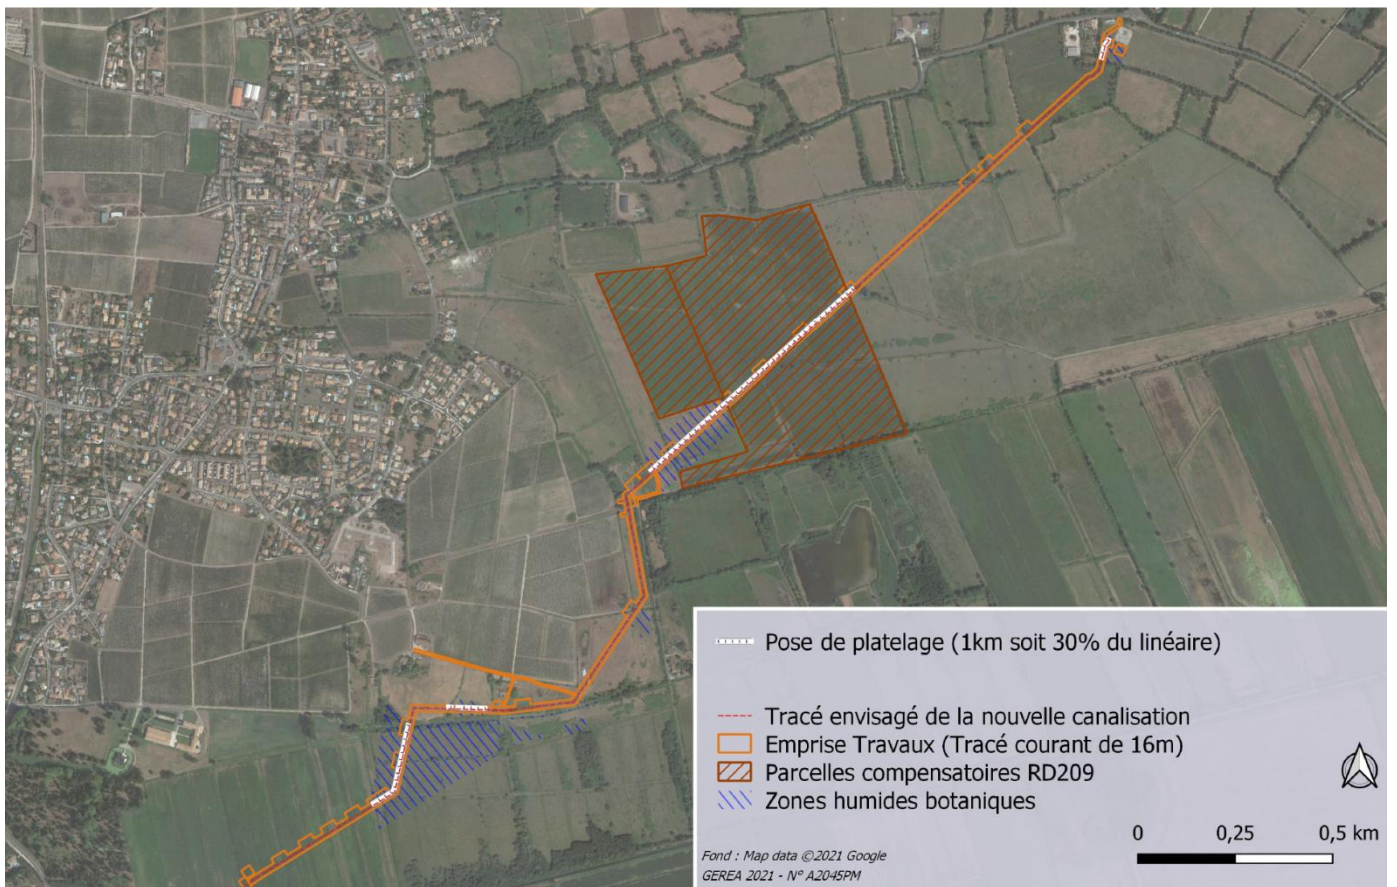 Pose de platelage (1km soit 30% du linéaire)
Tracé envisagé de la nouvelle canalisation
Emprise Travaux (Tracé courant de 16m)
Parcelles compensatoires RD209
Zones humides botaniques
0 0,25 0,5 km
Fond : Map data ©2021 Google
GEREA 2021 - N° A2045PM